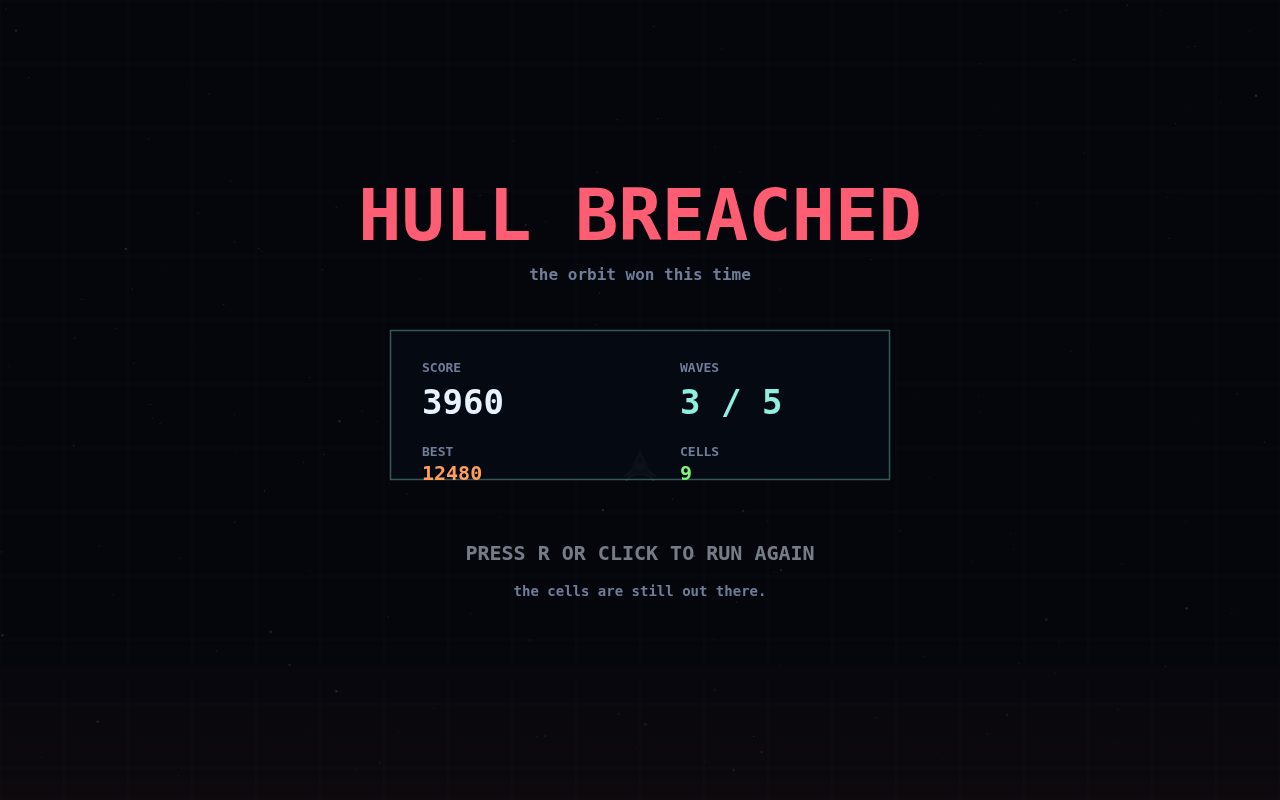 HULL BREACHED
the orbit won this time
SCORE WAVES
3960 3 / 5
BEST CELLS
12480 9
PRESS R OR CLICK TO RUN AGAIN
the cells are still out there.